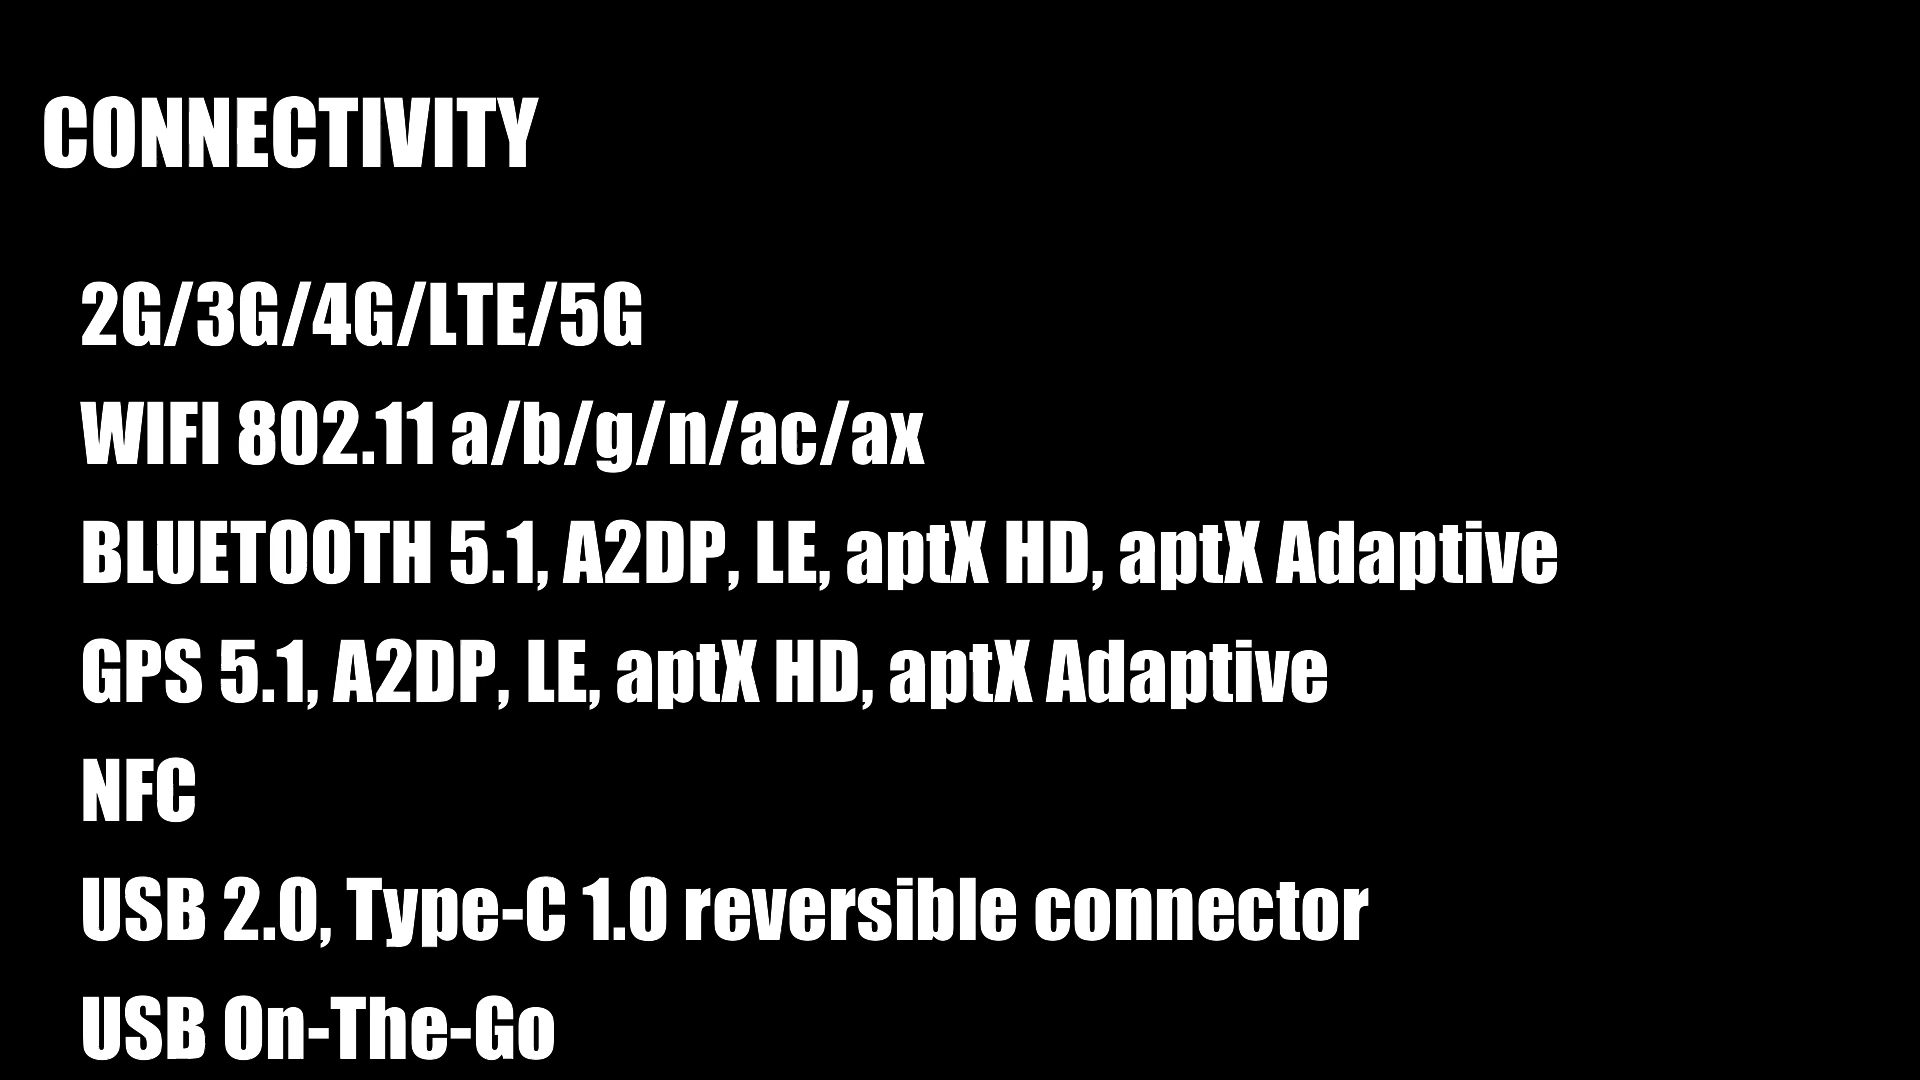 CONNECTIVITY
2G/3G/4G/LTE/5G
WIFI 802.11 a/b/g/n/ac/ax
BLUETOOTH 5.1, A2DP, LE, aptX HD, aptX Adaptive
GPS 5.1, A2DP, LE, aptX HD, aptX Adaptive
NFC
USB 2.0, Type-C 1.0 reversible connector
USB On-The-Go